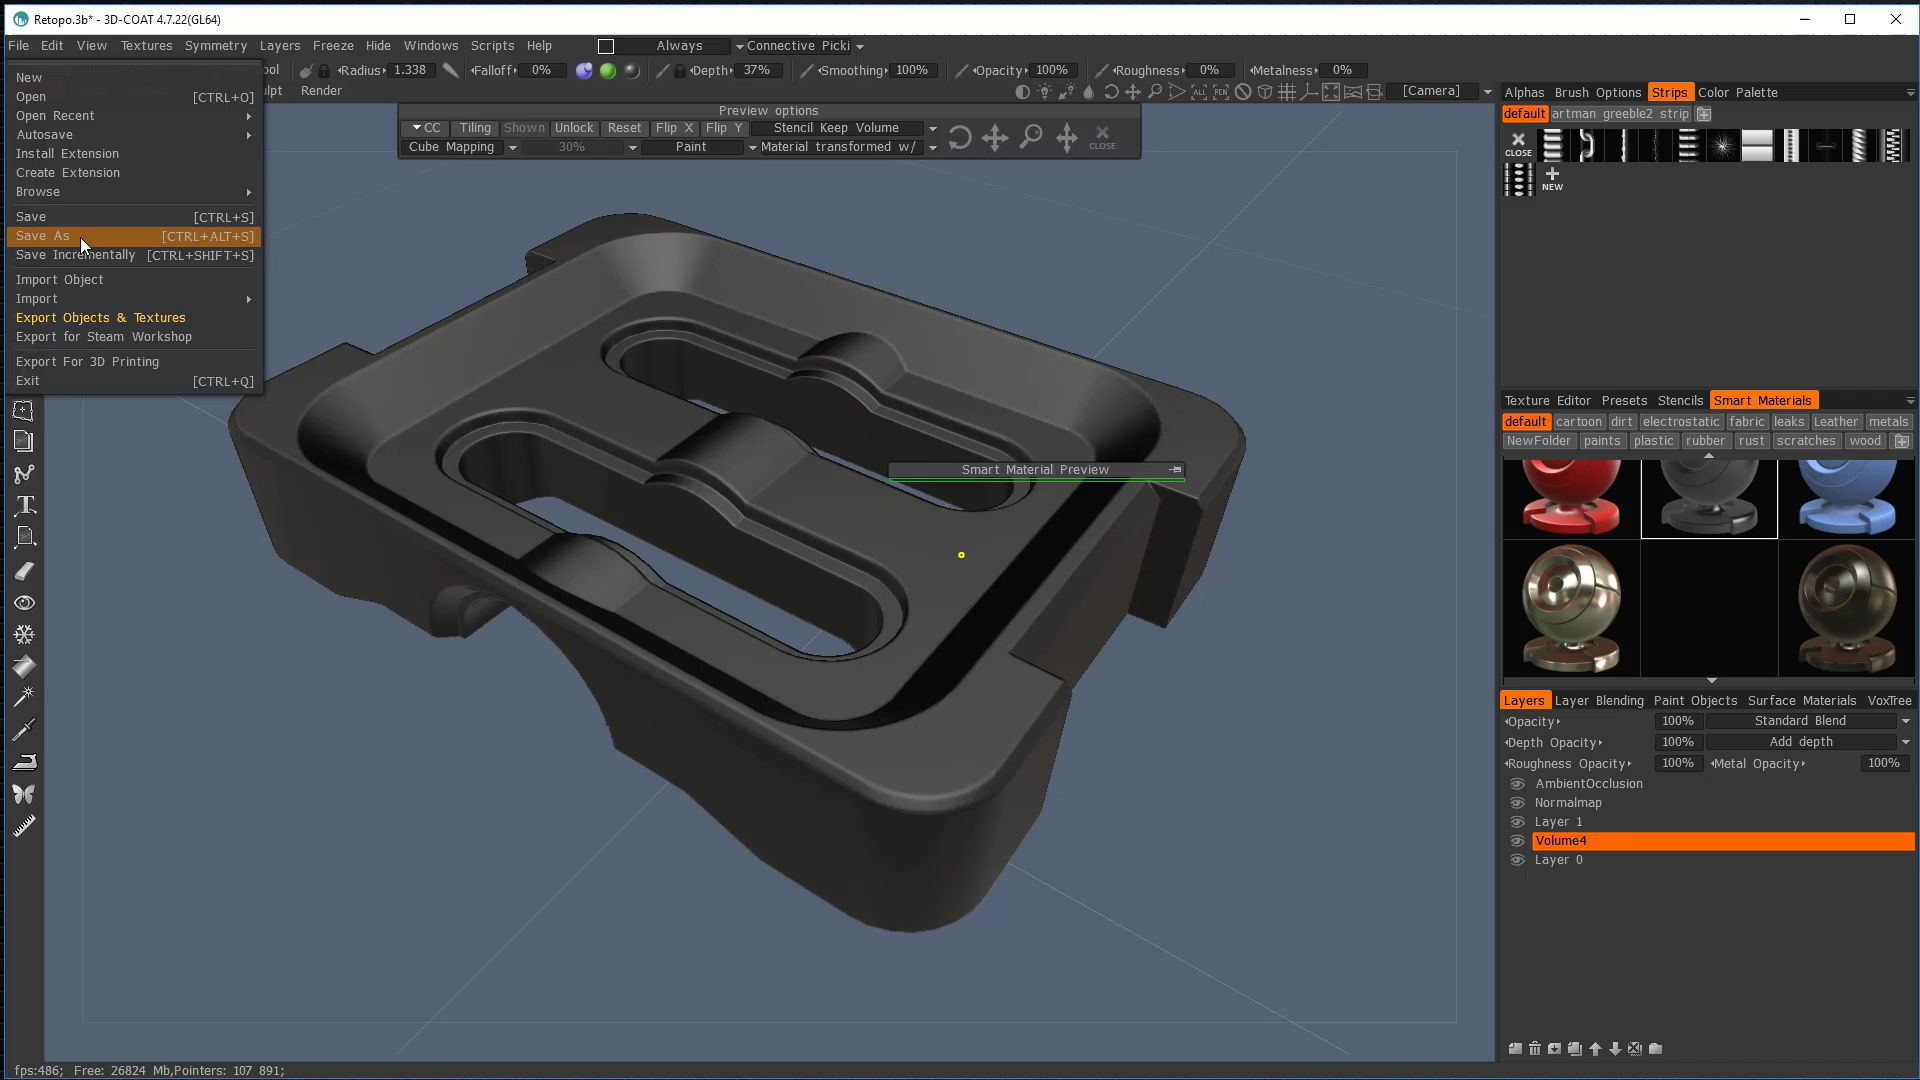 Retopo.3b* - 3D-COAT 4.7.22(GL64)
File Edit View Textures Symmetry Layers Freeze Hide Windows Scripts Help Always Connective Picki
ool Radius 1.338 Falloff 0% Depth 37% Smoothing 100% Opacity 100% Roughness 0% Metalness 0%
ulpt Render [Camera]
New
Open [CTRL+O]
Open Recent
Autosave
Install Extension
Create Extension
Browse
Save [CTRL+S]
Save As [CTRL+ALT+S]
Save Incrementally [CTRL+SHIFT+S]
Import Object
Import
Export Objects & Textures
Export for Steam Workshop
Export For 3D Printing
Exit [CTRL+Q]
Preview options
CC Tiling Shown Unlock Reset Flip X Flip Y Stencil Keep Volume
Cube Mapping 30% Paint Material transformed w/ CLOSE
Smart Material Preview
Alphas Brush Options Strips Color Palette
default artman greeble2 strip
CLOSE
NEW
ALL PEN
Texture Editor Presets Stencils Smart Materials
default cartoon dirt electrostatic fabric leaks Leather metals
NewFolder paints plastic rubber rust scratches wood
Layers Layer Blending Paint Objects Surface Materials VoxTree
Opacity 100% Standard Blend
Depth Opacity 100% Add depth
Roughness Opacity 100% Metal Opacity 100%
AmbientOcclusion
Normalmap
Layer 1
Volume4
Layer 0
fps:486; Free: 26824 Mb,Pointers: 107 891;